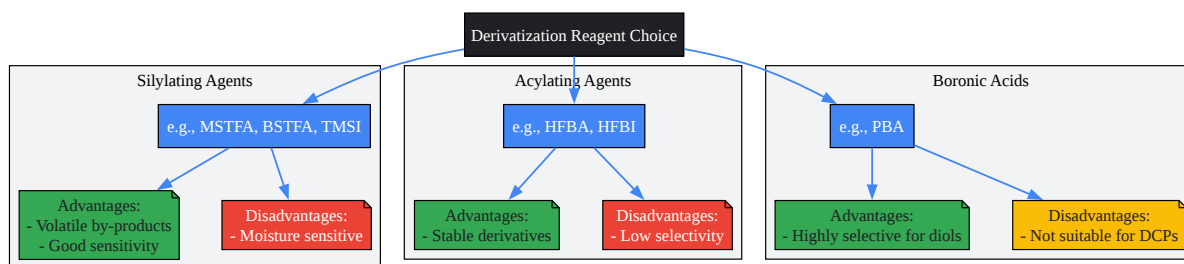 Derivatization Reagent Choice
Silylating Agents
Acylating Agents
Boronic Acids
e.g., MSTFA, BSTFA, TMSI
e.g., HFBA, HFBI
e.g., PBA
Advantages:
- Volatile by-products
- Good sensitivity
Disadvantages:
- Moisture sensitive
Advantages:
- Stable derivatives
Disadvantages:
- Low selectivity
Advantages:
- Highly selective for diols
Disadvantages:
- Not suitable for DCPs